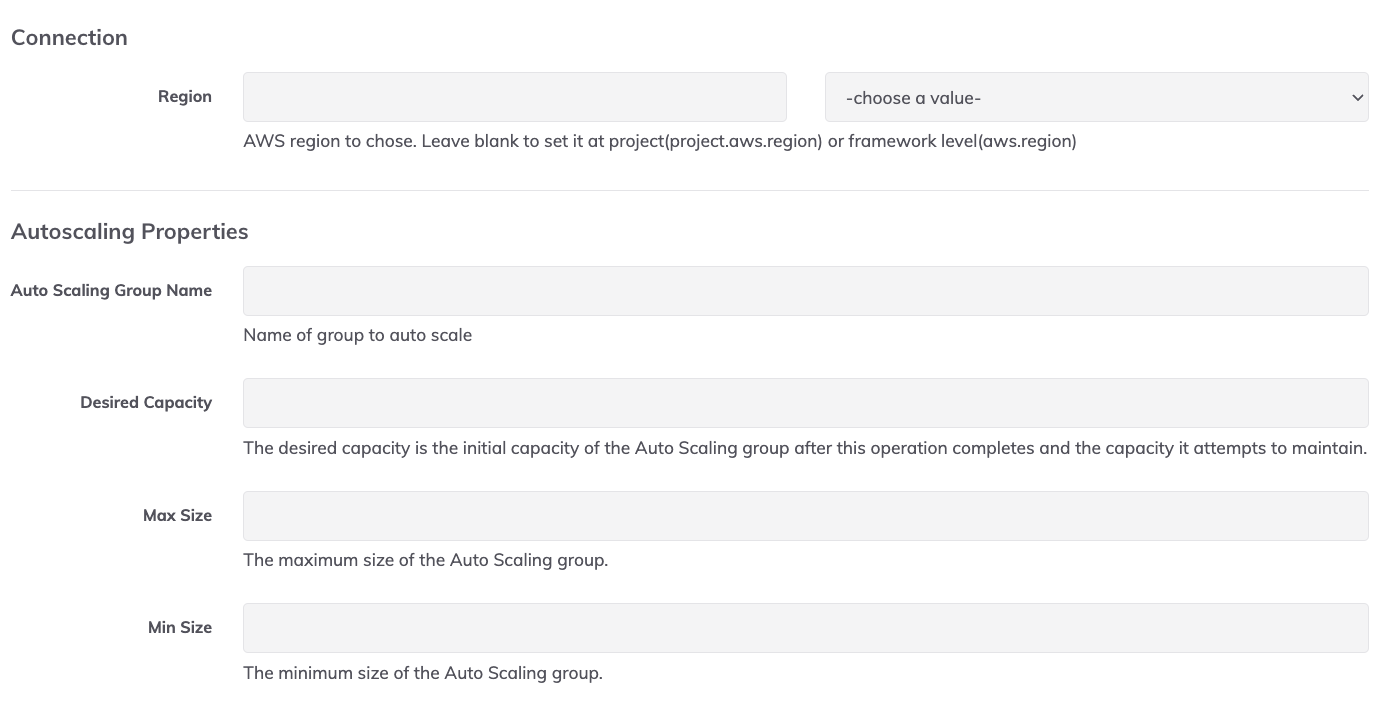 Connection
Region
-choose a value-
AWS region to chose. Leave blank to set it at project(project.aws.region) or framework level(aws.region)
Autoscaling Properties
Auto Scaling Group Name
Name of group to auto scale
Desired Capacity
The desired capacity is the initial capacity of the Auto Scaling group after this operation completes and the capacity it attempts to maintain.
Max Size
The maximum size of the Auto Scaling group.
Min Size
The minimum size of the Auto Scaling group.